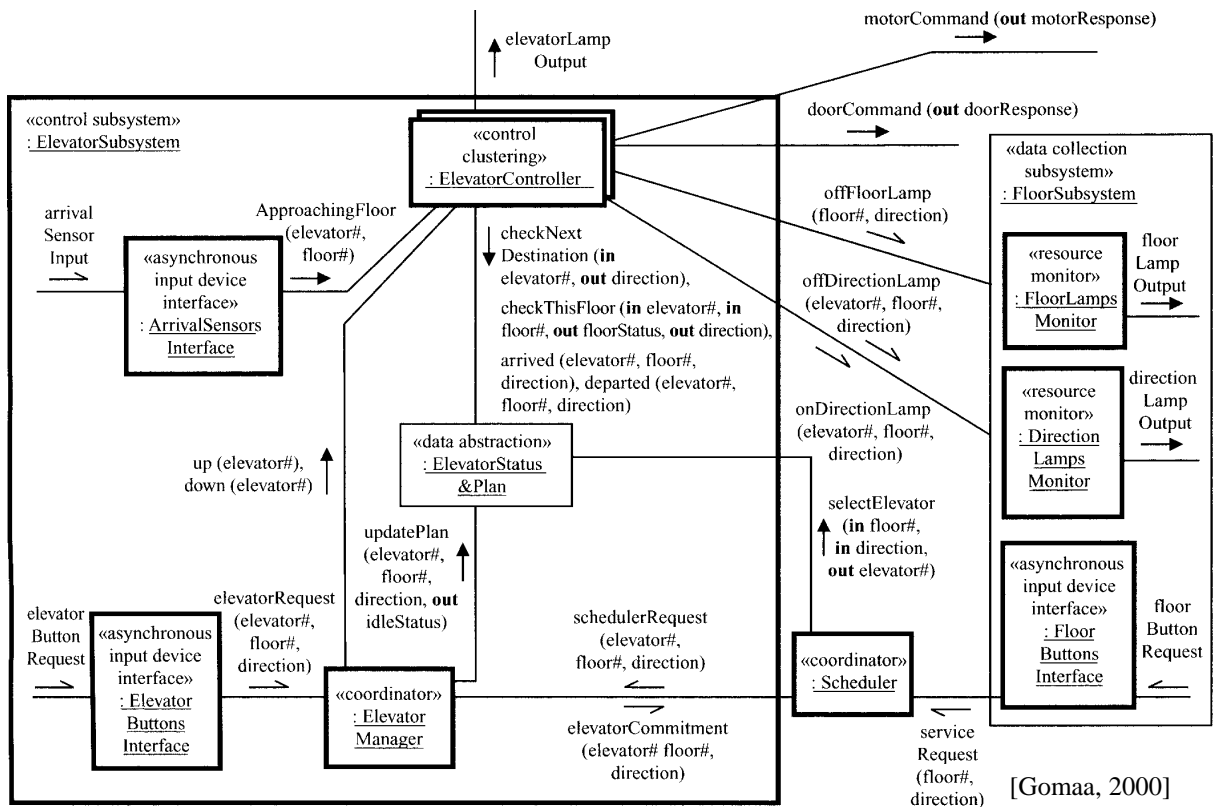 elevatorLamp
Output
motorCommand (out motorResponse)
doorCommand (out doorResponse)
«control subsystem»
: ElevatorSubsystem
«control
clustering»
: ElevatorController
«data collection
subsystem»
: FloorSubsystem
arrival
Sensor
Input
ApproachingFloor
(elevator#,
floor#)
«asynchronous
input device
interface»
: ArrivalSensors
Interface
checkNext
Destination (in
elevator#, out direction),
checkThisFloor (in elevator#, in
floor#, out floorStatus, out direction),
arrived (elevator#, floor#,
direction), departed (elevator#,
floor#, direction)
offFloorLamp
(floor#, direction)
offDirectionLamp
(elevator#, floor#,
direction)
onDirectionLamp
(elevator#, floor#,
direction)
«resource
monitor»
: FloorLamps
Monitor
floor
Lamp
Output
«resource
monitor»
: Direction
Lamps
Monitor
direction
Lamp
Output
up (elevator#),
down (elevator#)
«data abstraction»
: ElevatorStatus
&Plan
updatePlan
(elevator#,
floor#,
direction, out
idleStatus)
selectElevator
(in floor#,
in direction,
out elevator#)
elevator
Button
Request
«asynchronous
input device
interface»
: Elevator
Buttons
Interface
elevatorRequest
(elevator#,
floor#,
direction)
«coordinator»
: Elevator
Manager
schedulerRequest
(elevator#,
floor#, direction)
elevatorCommitment
(elevator# floor#,
direction)
«coordinator»
: Scheduler
service
Request
(floor#,
direction)
«asynchronous
input device
interface»
: Floor
Buttons
Interface
floor
Button
Request
[Gomaa, 2000]